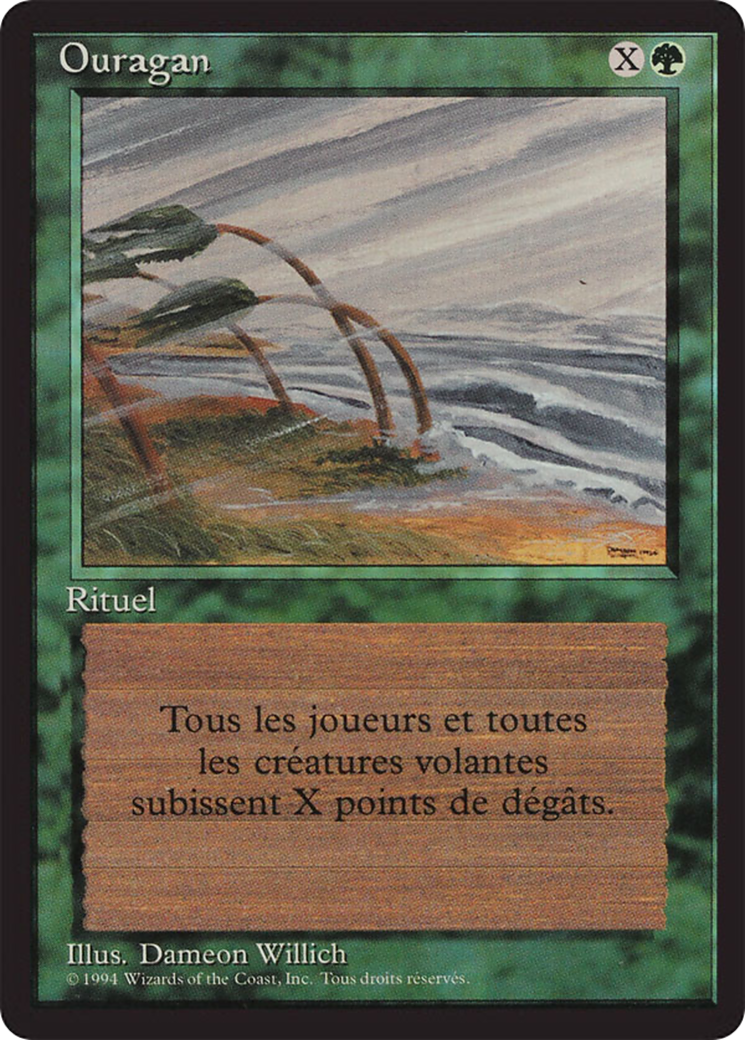 Ouragan X
Rituel
Tous les joueurs et toutes
les créatures volantes
subissent X points de dégâts.
Illus. Dameon Willich
© 1994 Wizards of the Coast, Inc. Tous droits réservés.